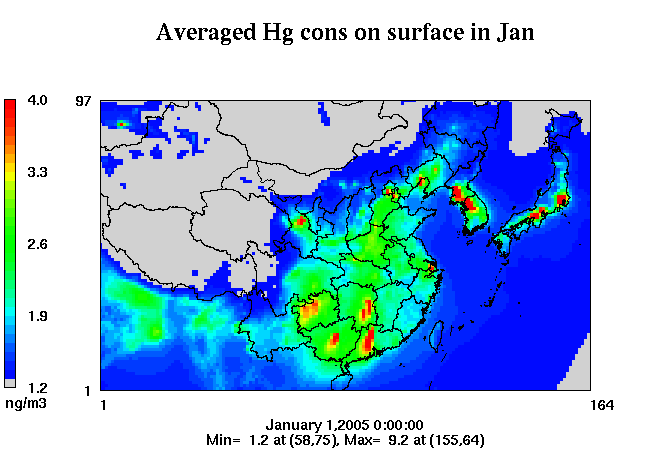 Averaged Hg cons on surface in Jan
97
4.0
3.3
2.6
1.9
1.2
1
ng/m3
1
164
January 1,2005 0:00:00
Min= 1.2 at (58,75), Max= 9.2 at (155,64)